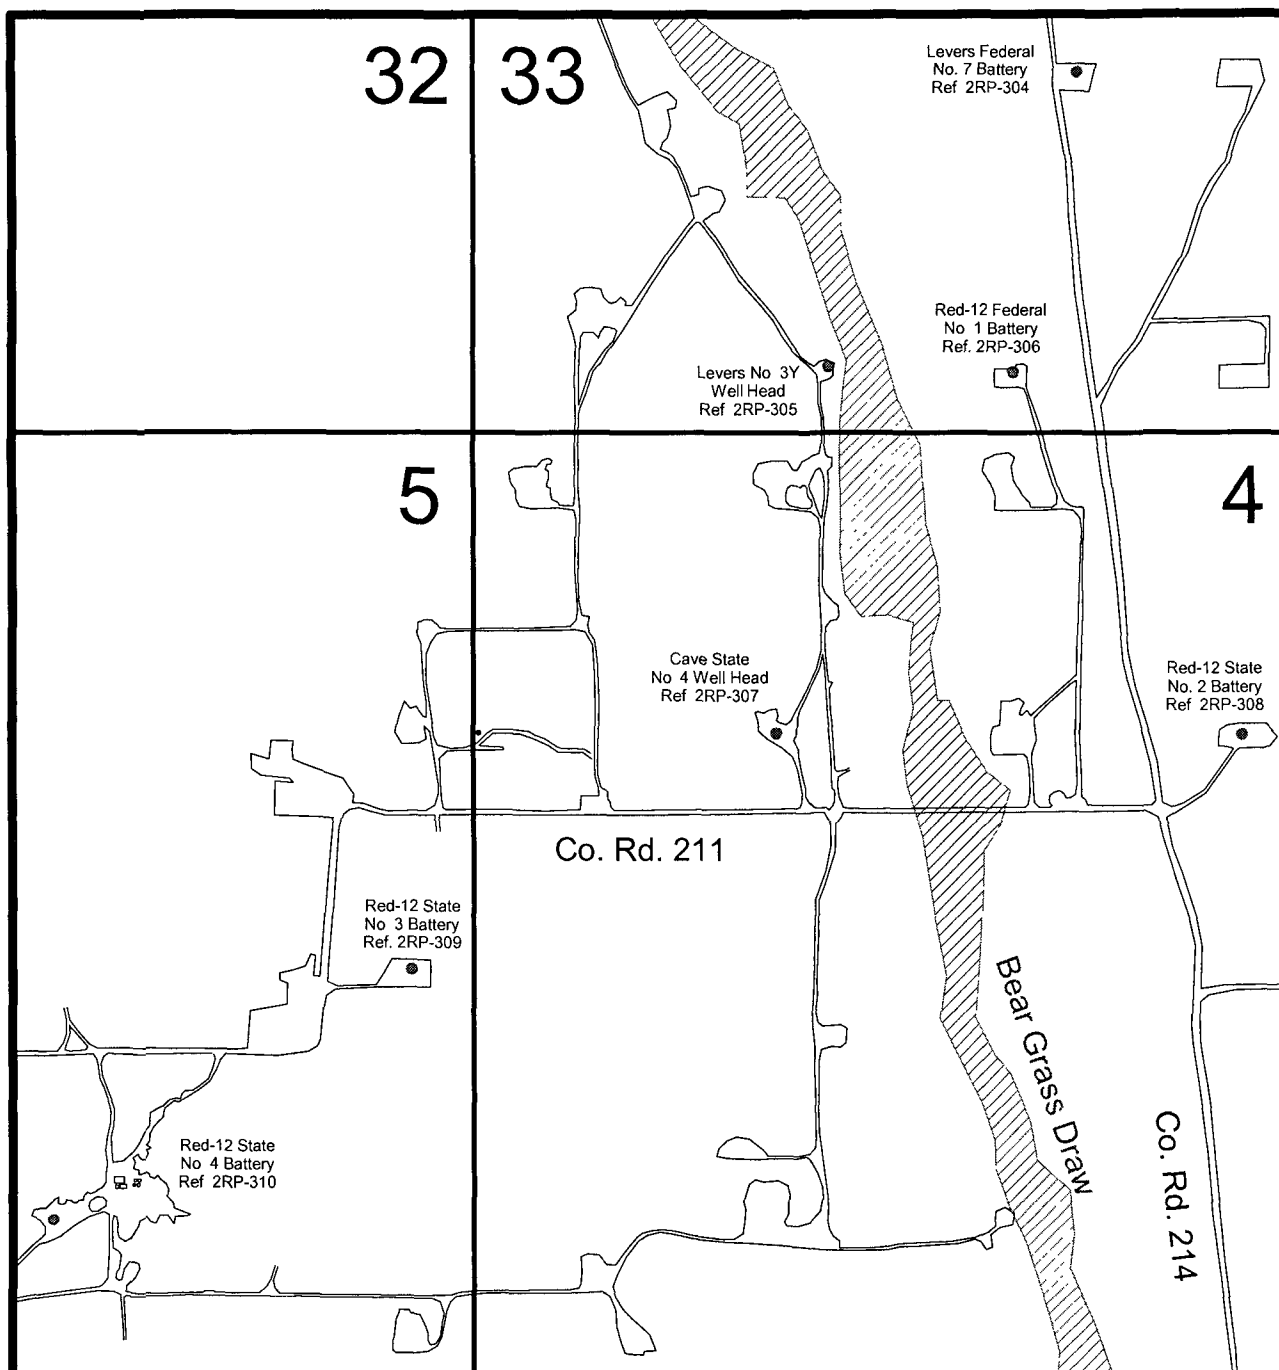 32
33
Levers Federal
No. 7 Battery
Ref 2RP-304
Red-12 Federal
No 1 Battery
Ref. 2RP-306
Levers No 3Y
Well Head
Ref 2RP-305
5
4
Cave State
No 4 Well Head
Ref 2RP-307
Red-12 State
No. 2 Battery
Ref 2RP-308
Co. Rd. 211
Red-12 State
No 3 Battery
Ref. 2RP-309
Bear Grass Draw
Co. Rd. 214
Red-12 State
No 4 Battery
Ref 2RP-310